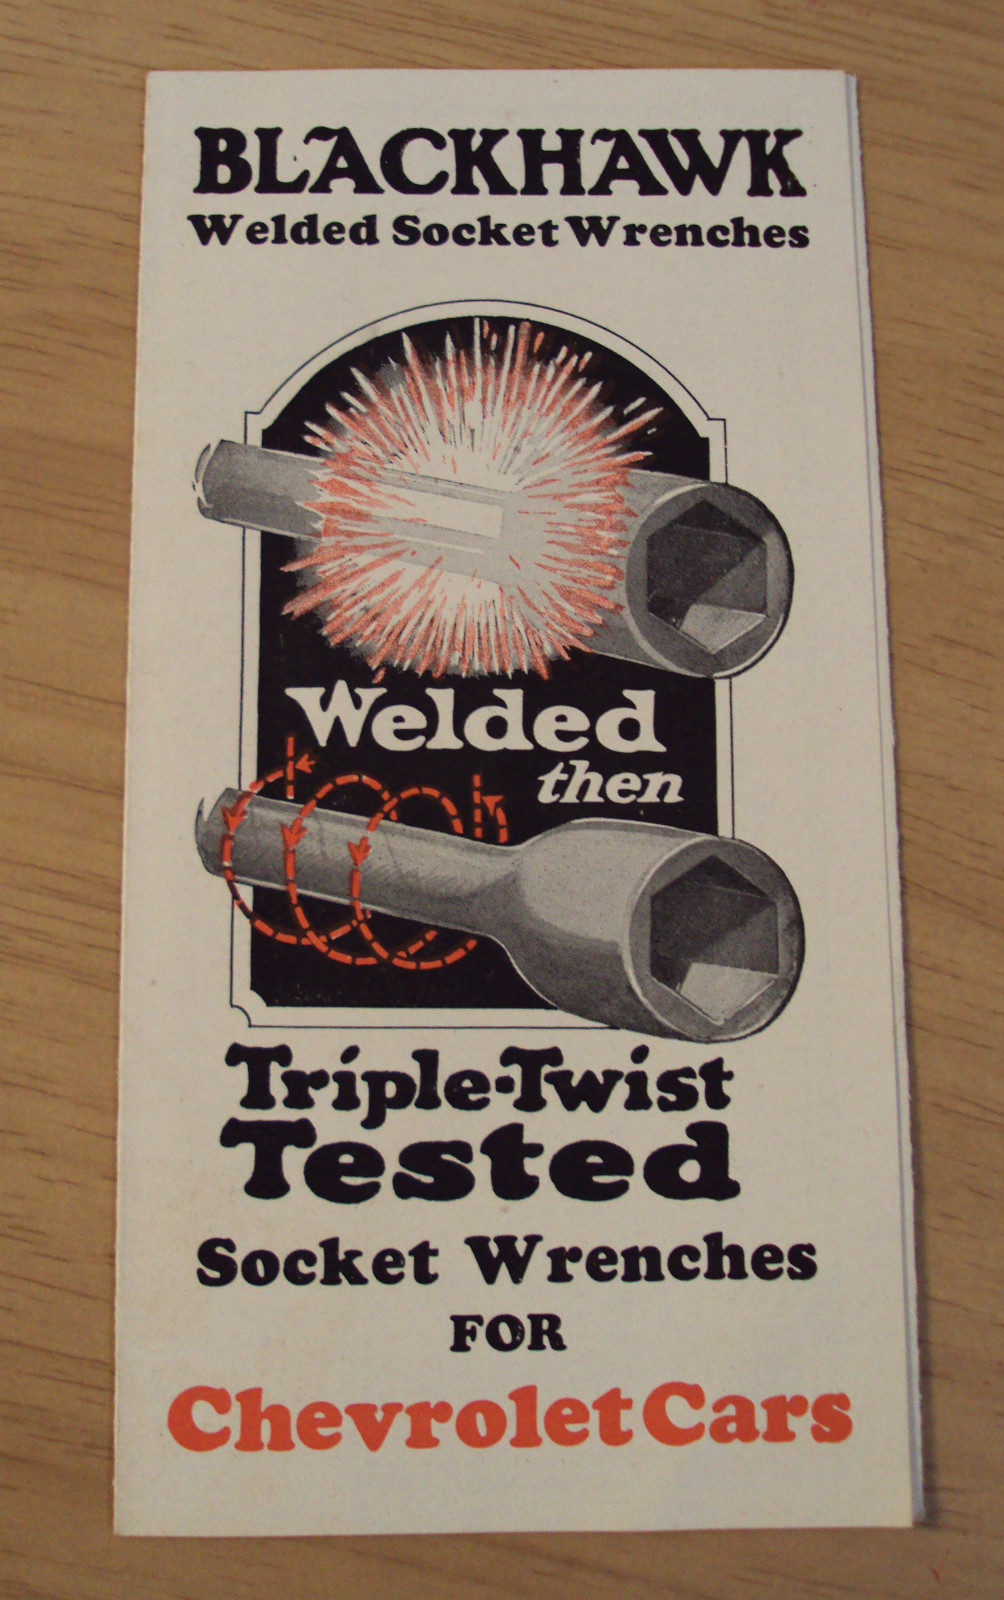 BLACKHAWK
Welded Socket Wrenches
Welded
then
Triple-Twist
Tested
Socket Wrenches
FOR
Chevrolet Cars